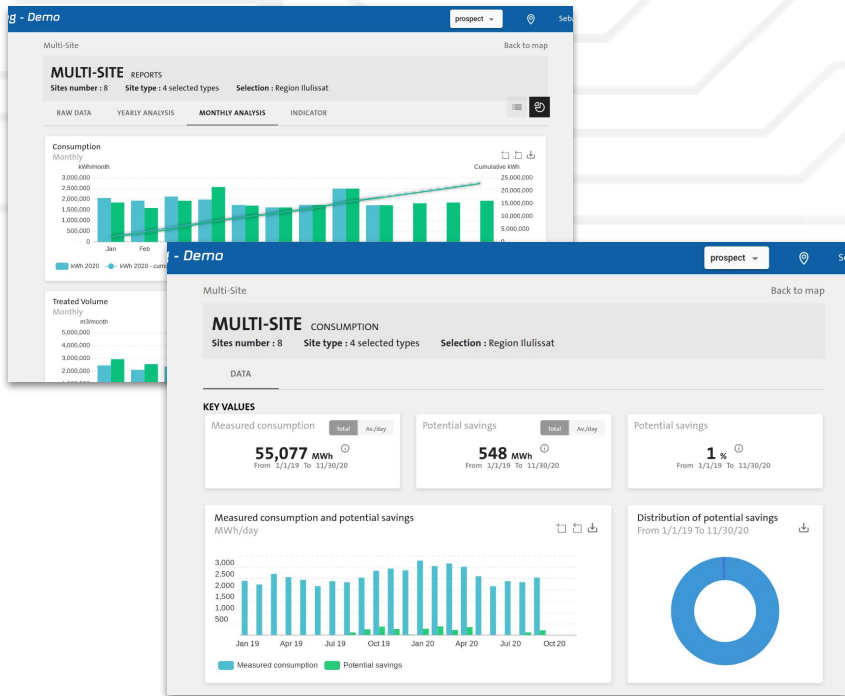 g - Demo
prospect
Multi-Site
Back to map
MULTI-SITE REPORTS
Sites number : 8 Site type : 4 selected types Selection : Region Ilulissat
RAW DATA YEARLY ANALYSIS MONTHLY ANALYSIS INDICATOR
Consumption
Monthly
kWh/month
Cumulative kWh
3,000,000
2,500,000
2,000,000
1,500,000
1,000,000
500,000
0
25,000,000
20,000,000
15,000,000
10,000,000
5,000,000
0
Jan Feb
kWh 2020 kWh 2020 - cumu
Treated Volume
Monthly
m3/month
5,000,000
4,000,000
3,000,000
2,000,000
- Demo
prospect
Multi-Site
Back to map
MULTI-SITE CONSUMPTION
Sites number : 8 Site type : 4 selected types Selection : Region Ilulissat
DATA
KEY VALUES
Measured consumption Total Av./day
55,077 MWh
From 1/1/19 To 11/30/20
Potential savings Total Av./day
548 MWh
From 1/1/19 To 11/30/20
Potential savings
1 %
From 1/1/19 To 11/30/20
Measured consumption and potential savings
MWh/day
3,000
2,500
2,000
1,500
1,000
500
Jan 19 Apr 19 Jul 19 Oct 19 Jan 20 Apr 20 Jul 20 Oct 20
Measured consumption Potential savings
Distribution of potential savings
From 1/1/19 To 11/30/20